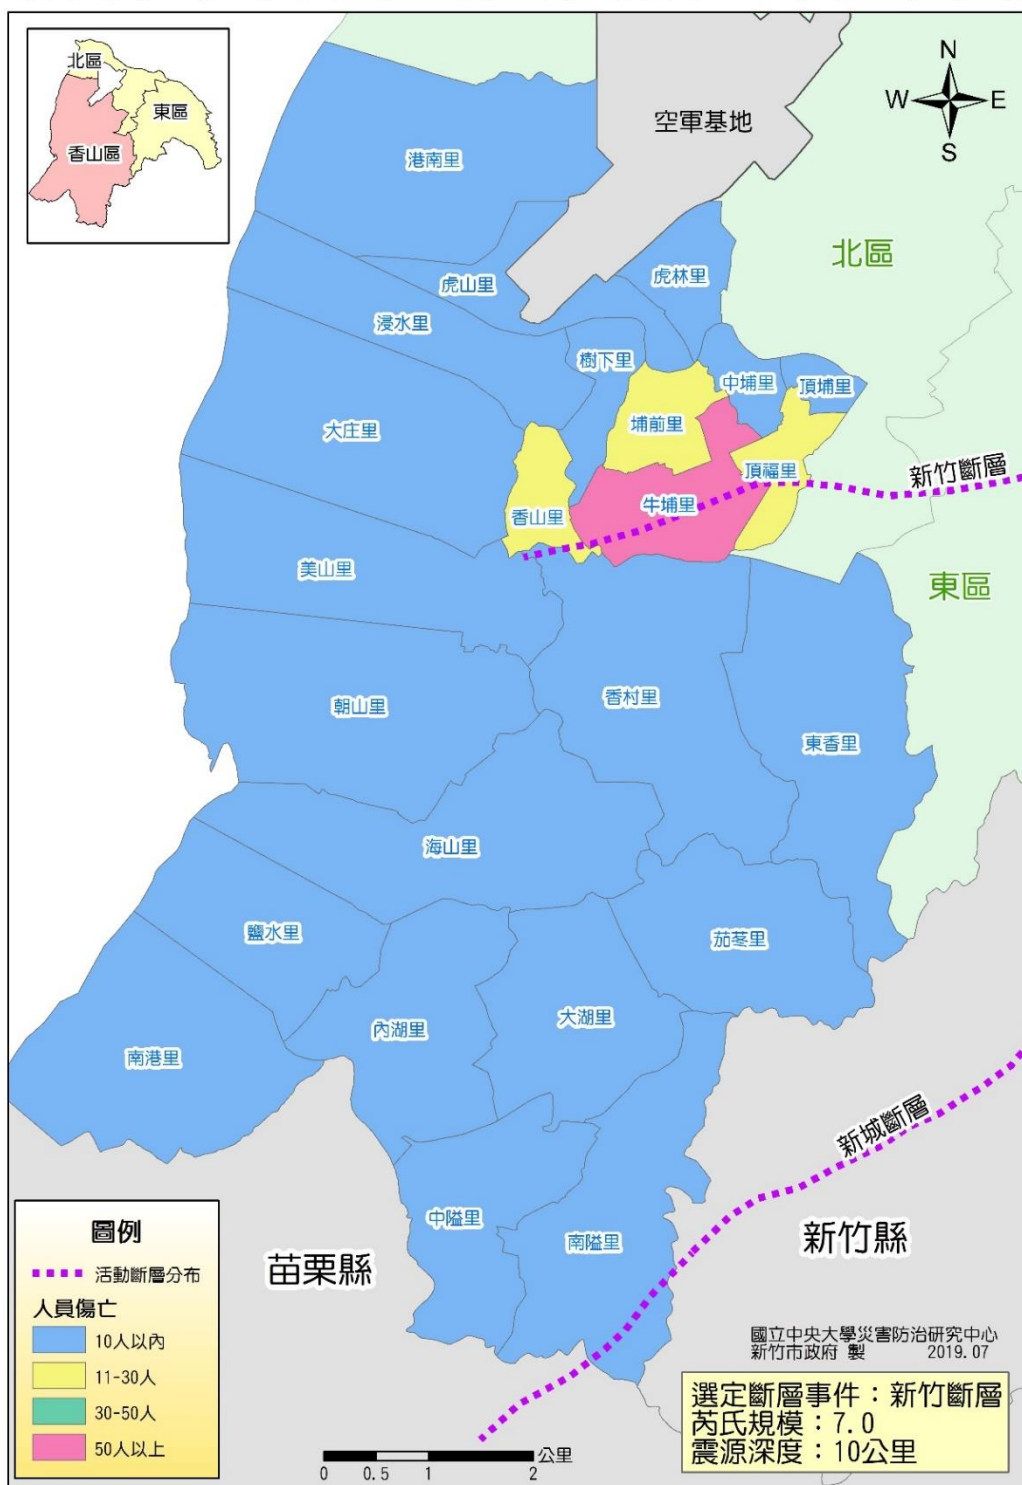 北區
東區
香山區
N
W
E
S
空軍基地
港南里
北區
虎林里
虎山里
浸水里
樹下里
中埔里
頂埔里
埔前里
大庄里
頂福里
新竹斷層
牛埔里
香山里
美山里
東區
香村里
朝山里
東香里
海山里
鹽水里
茄苳里
大湖里
內湖里
南港里
新城斷層
中隘里
南隘里
苗栗縣
新竹縣
圖例
活動斷層分布
人員傷亡
10人以內
11-30人
30-50人
50人以上
公里
0 0.5 1 2
國立中央大學災害防治研究中心
新竹市政府 製 2019.07
選定斷層事件：新竹斷層
芮氏規模：7.0
震源深度：10公里